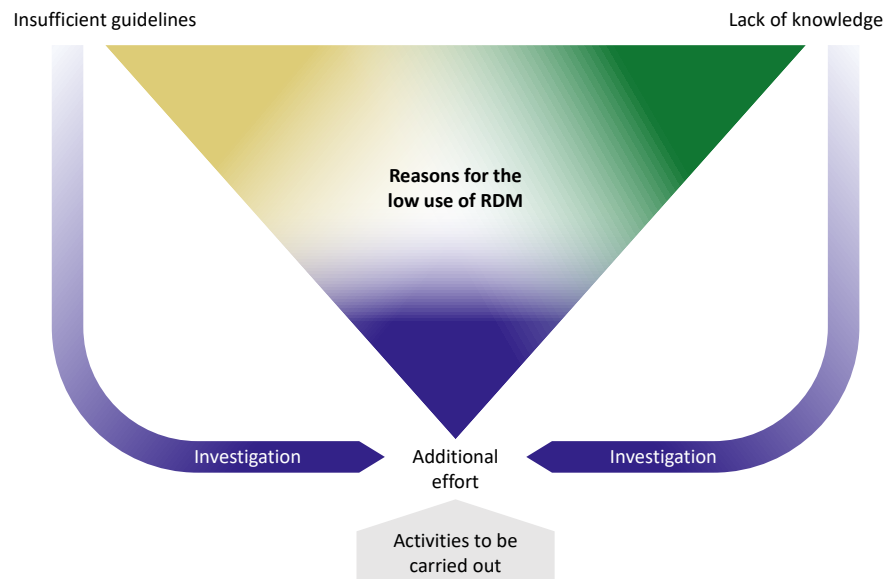 Insufficient guidelines
Lack of knowledge
Reasons for the
low use of RDM
Investigation
Additional
effort
Investigation
Activities to be
carried out